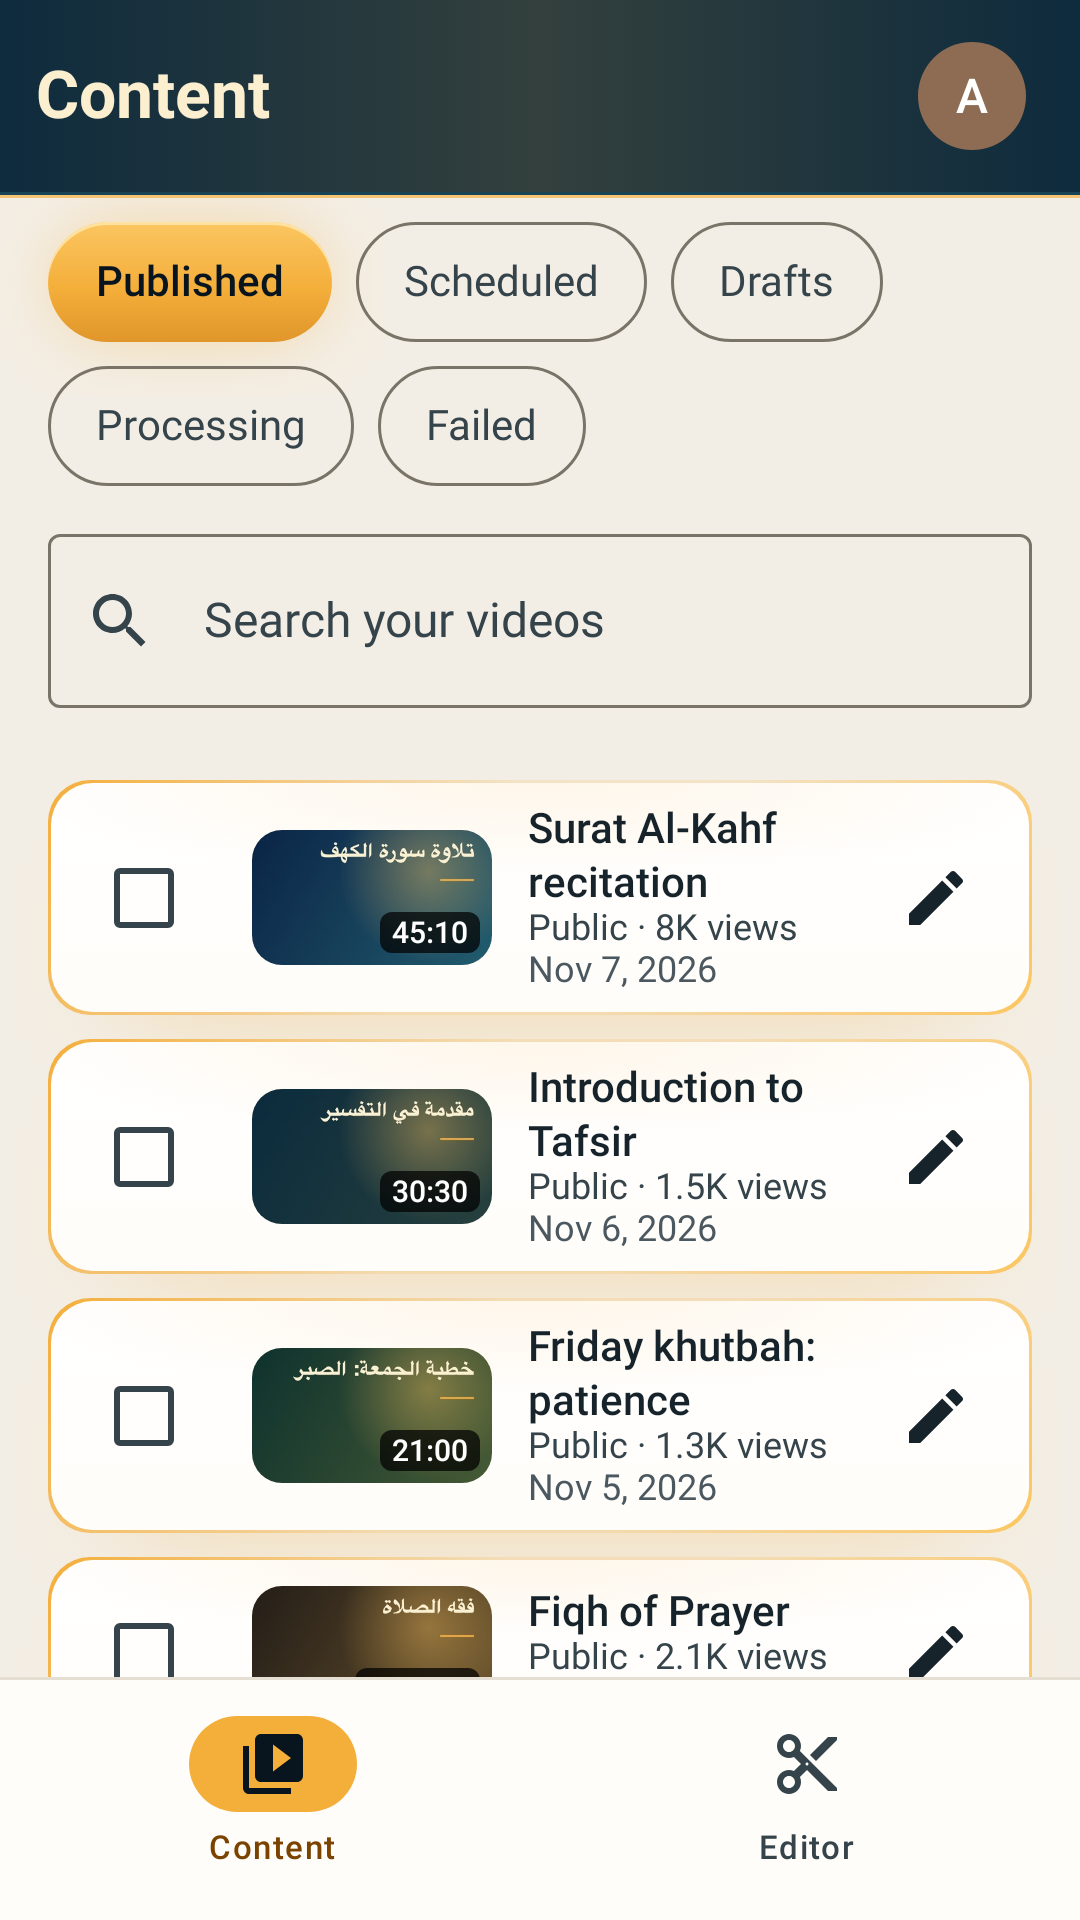 Content
A
Published
Scheduled
Drafts
Processing
Failed
Search your videos
تلاوة سورة الكهف
45:10
Surat Al-Kahf
recitation
Public · 8K views
Nov 7, 2026
مقدمة في التفسير
30:30
Introduction to
Tafsir
Public · 1.5K views
Nov 6, 2026
خطبة الجمعة: الصبر
21:00
Friday khutbah:
patience
Public · 1.3K views
Nov 5, 2026
فقه الصلاة
Fiqh of Prayer
Public · 2.1K views
Content
Editor